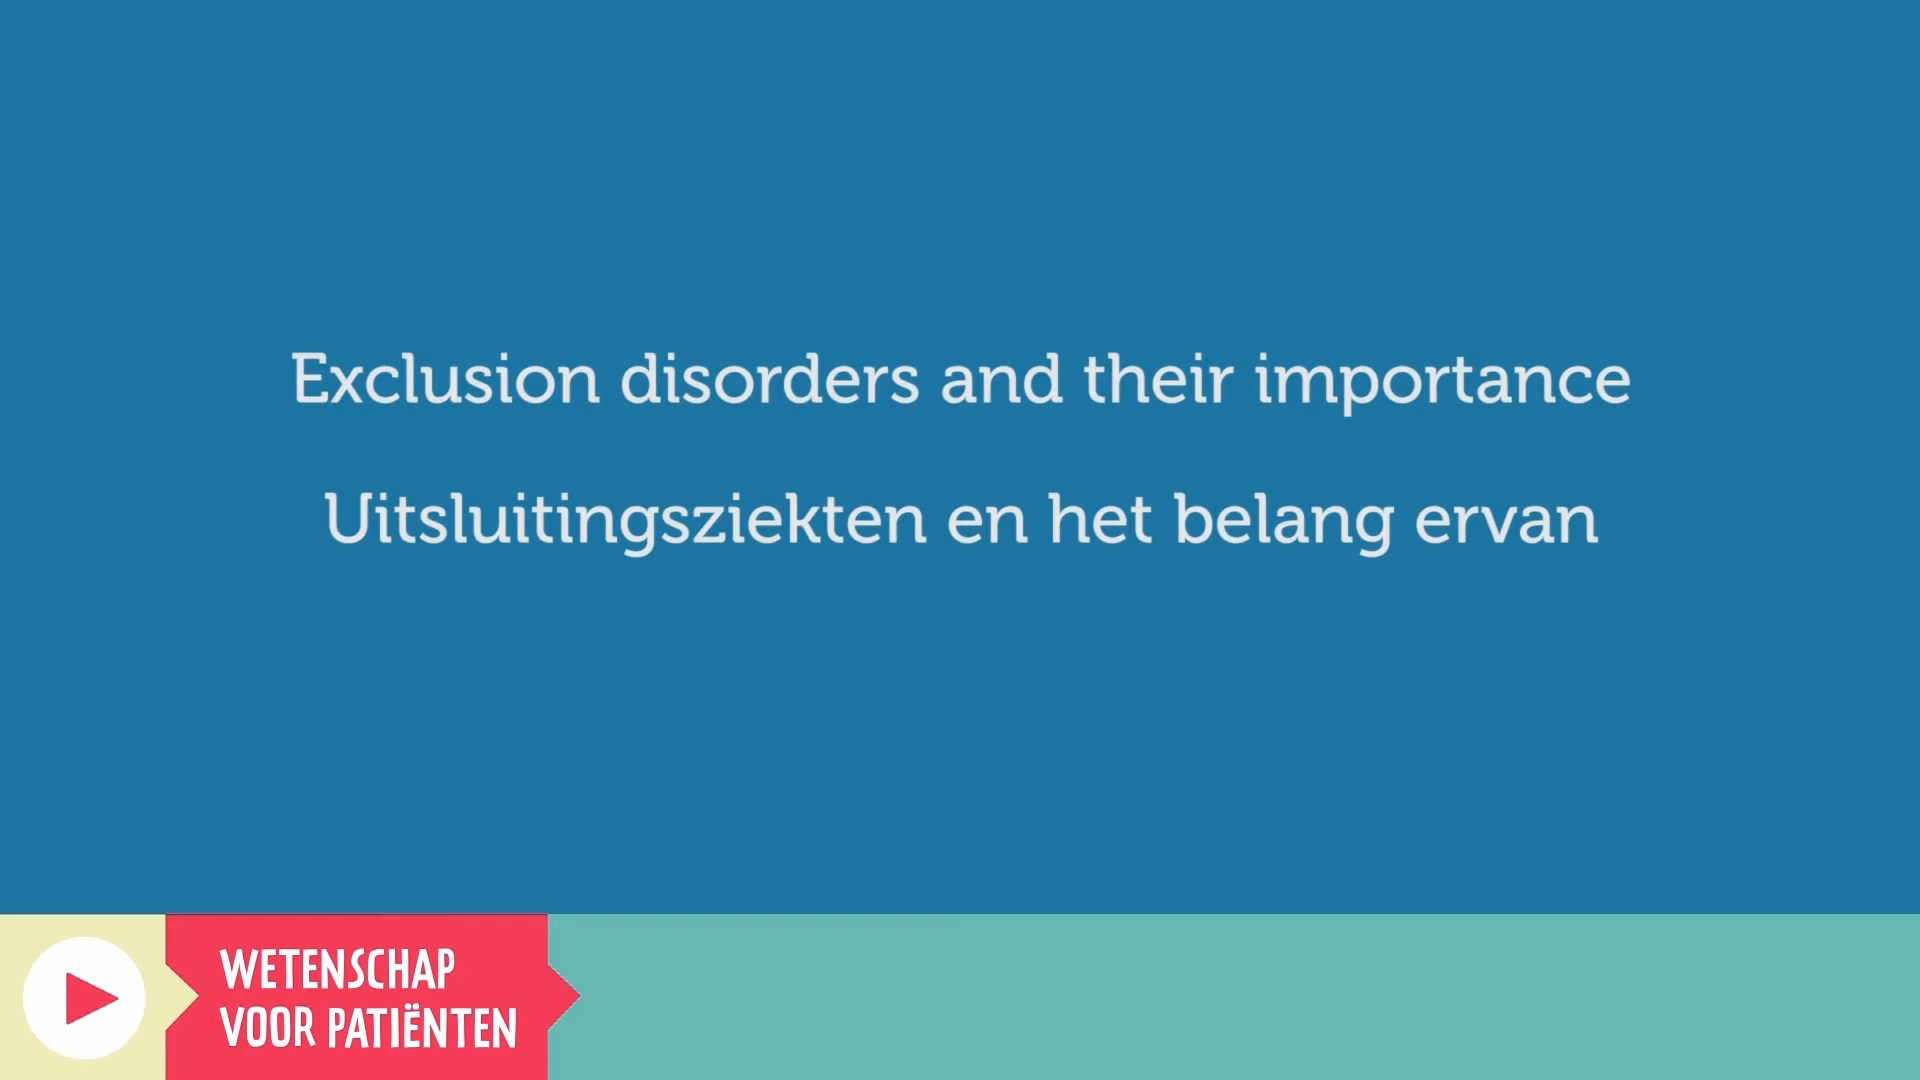 Exclusion disorders and their importance
Uitsluitingsziekten en het belang ervan
WETENSCHAP
VOOR PATIËNTEN